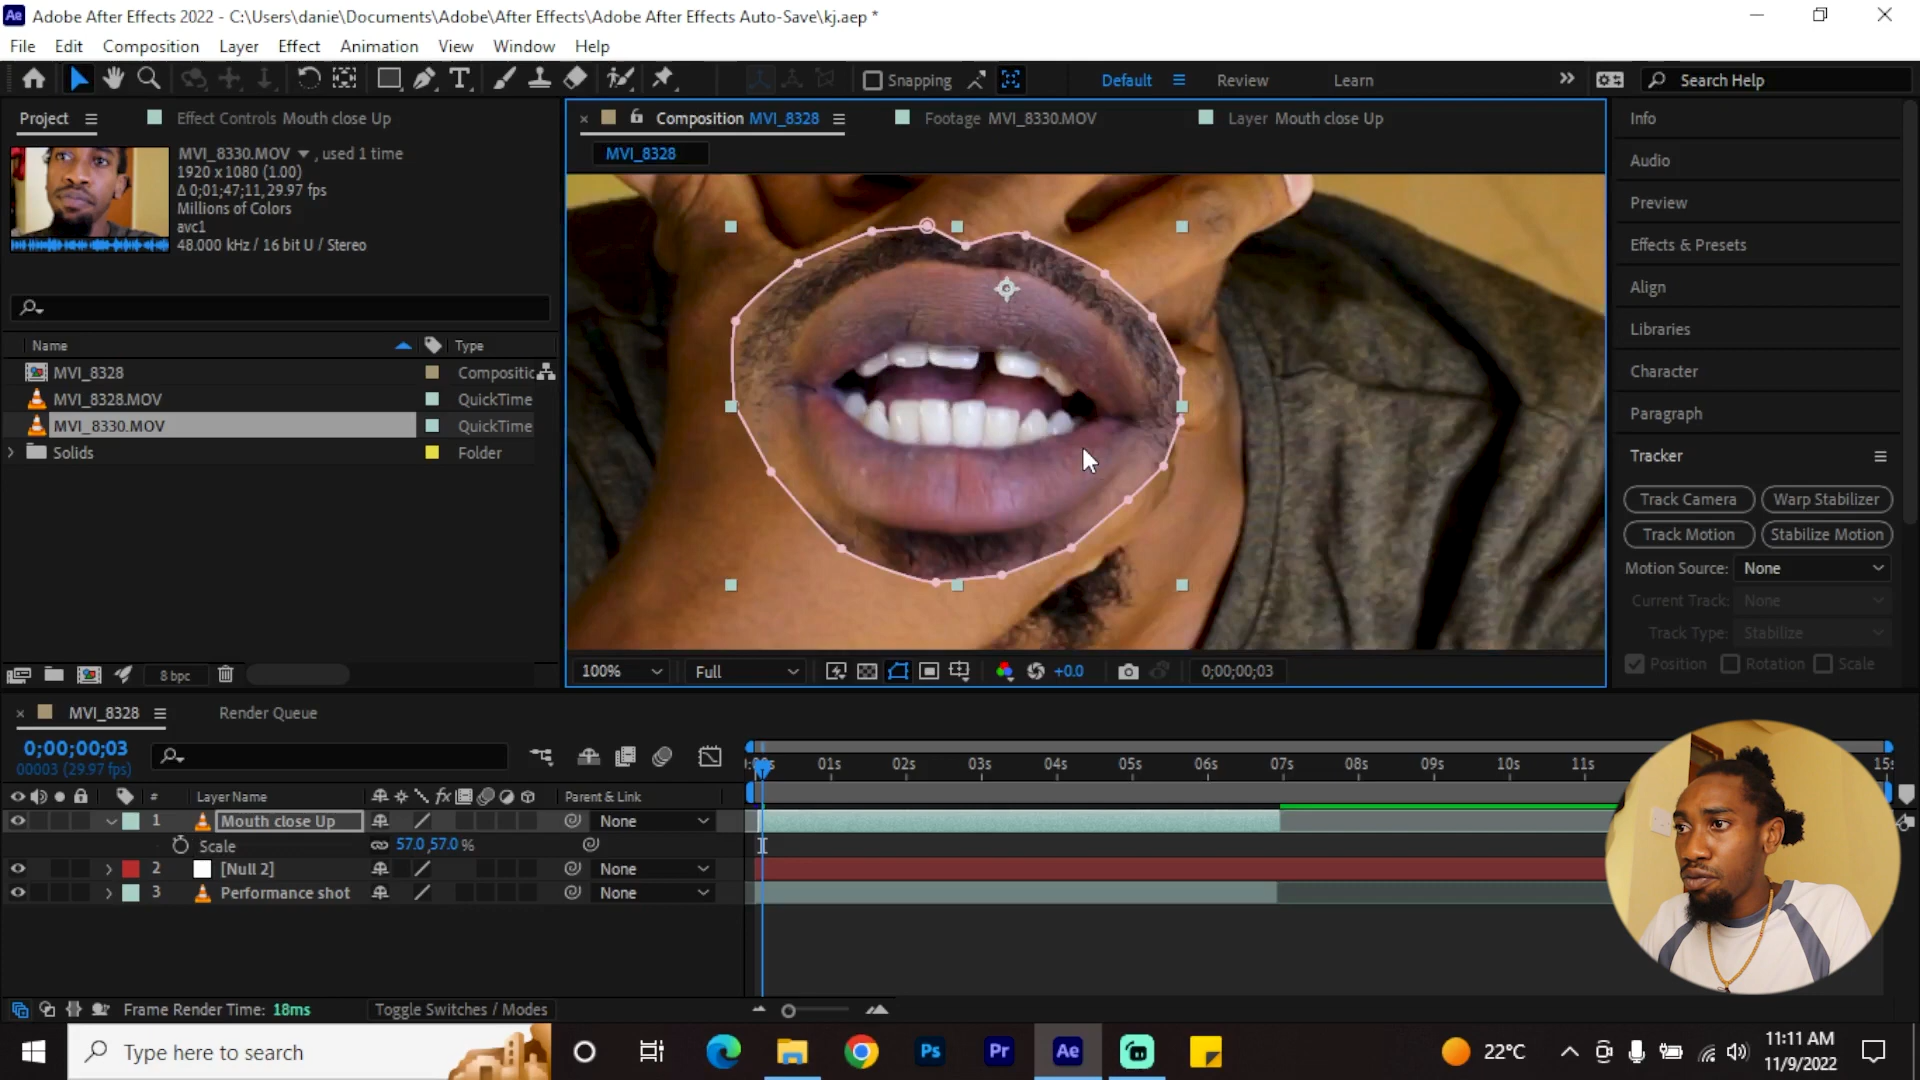 Adobe After Effects 2022 - C:\Users\danie\Documents\Adobe\After Effects\Adobe After Effects Auto-Save\kj.aep *
File Edit Composition Layer Effect Animation View Window Help
Snapping Default Review Learn Search Help
Project Effect Controls Mouth close Up
MVI_8330.MOV , used 1 time
1920 x 1080 (1.00)
Δ 0;01;47;11, 29.97 fps
Millions of Colors
avc1
48.000 kHz / 16 bit U / Stereo
Name Type
MVI_8328 Compositic
MVI_8328.MOV QuickTime
MVI_8330.MOV QuickTime
Solids Folder
8 bpc
Composition MVI_8328 Footage MVI_8330.MOV Layer Mouth close Up
MVI_8328
100% Full +0.0 0;00;00;03
Info
Audio
Preview
Effects & Presets
Align
Libraries
Character
Paragraph
Tracker
Track Camera Warp Stabilizer
Track Motion Stabilize Motion
Motion Source: None
Current Track: None
Track Type: Stabilize
Position Rotation Scale
MVI_8328 Render Queue
0;00;00;03
00003 (29.97 fps)
01s 02s 03s 04s 05s 06s 07s 08s 09s 10s 11s 15s
# Layer Name fx Parent & Link
1 Mouth close Up None
Scale 57.0,57.0 %
2 [Null 2] None
3 Performance shot None
Frame Render Time: 18ms Toggle Switches / Modes
Type here to search Ps Pr Ae 22°C 11:11 AM
11/9/2022